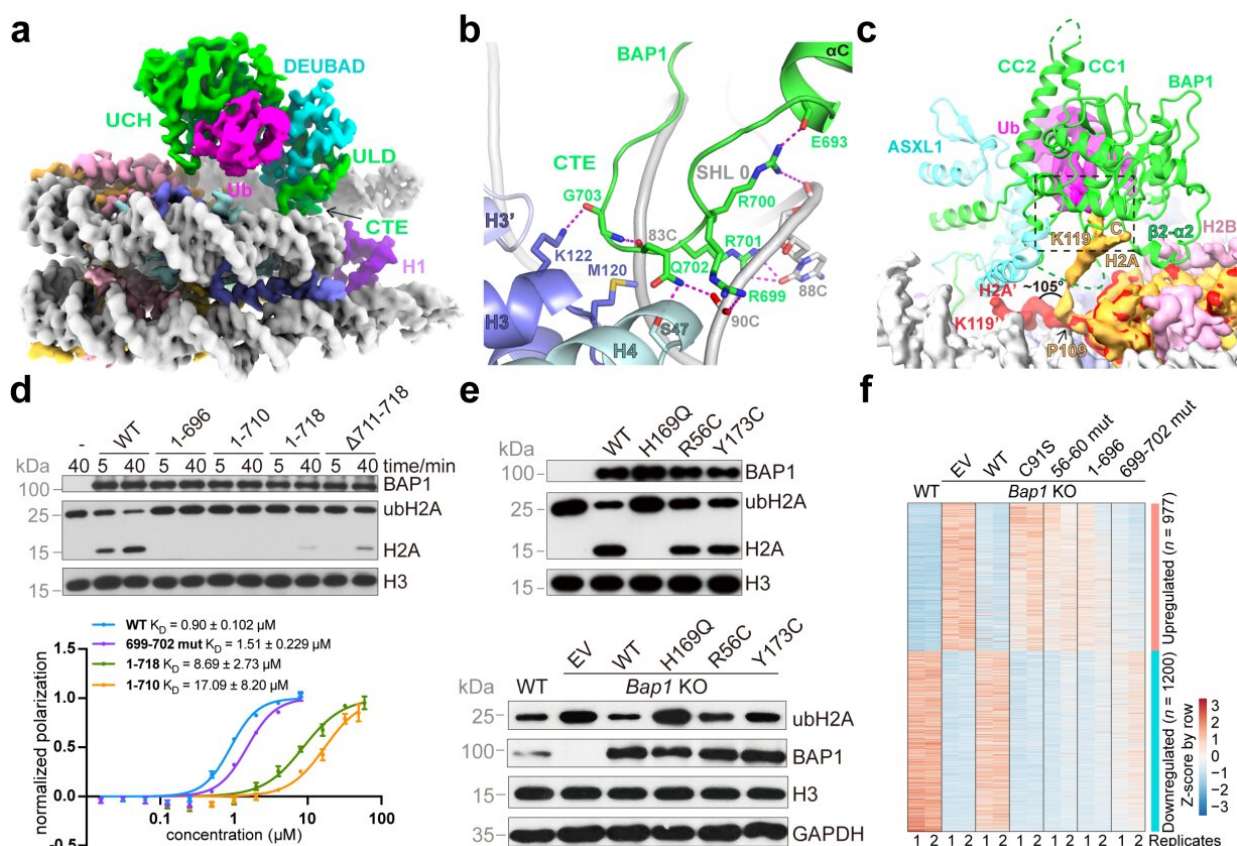 a
UCH
DEUBAD
ULD
Ub
CTE
H1
b
BAP1
αC
CTE
E693
SHL 0
G703
R700
H3'
83C
R701
K122
Q702
M120
88C
R699
H3
90C
S47
H4
c
CC2
CC1
BAP1
Ub
ASXL1
K119
C
β2-α2
H2B
H2A
H2A'
~105°
K119'
P109
d
- WT 1-696 1-710 1-718 Δ711-718
kDa 40 5 40 5 40 5 40 5 40 5 40 time/min
100 BAP1
25 ubH2A
15 H2A
15 H3
WT KD = 0.90 ± 0.102 µM
699-702 mut KD = 1.51 ± 0.229 µM
1-718 KD = 8.69 ± 2.73 µM
1-710 KD = 17.09 ± 8.20 µM
normalized polarization
1.5
1.0
0.5
0.0
-0.5
0.1 1 10 100
concentration (µM)
e
WT H169Q R56C Y173C
kDa
100 BAP1
25 ubH2A
15 H2A
15 H3
EV WT H169Q R56C Y173C
kDa WT Bap1 KO
25 ubH2A
100 BAP1
15 H3
35 GAPDH
f
EV WT C91S 56-60 mut 1-696 699-702 mut
WT Bap1 KO
Upregulated (n = 977)
Downregulated (n = 1200)
Z-score by row
3
2
1
0
−1
−2
−3
1 2 1 2 1 2 1 2 1 2 1 2 1 2 Replicates